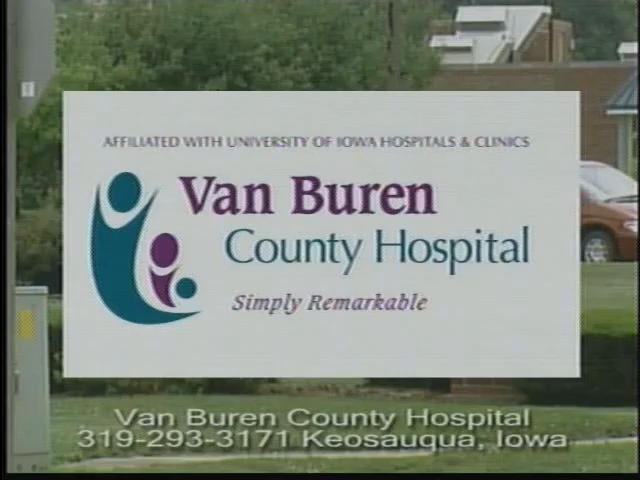 AFFILIATED WITH UNIVERSITY OF IOWA HOSPITALS & CLINICS
Van Buren
County Hospital
Simply Remarkable
Van Buren County Hospital
319-293-3171 Keosauqua, Iowa